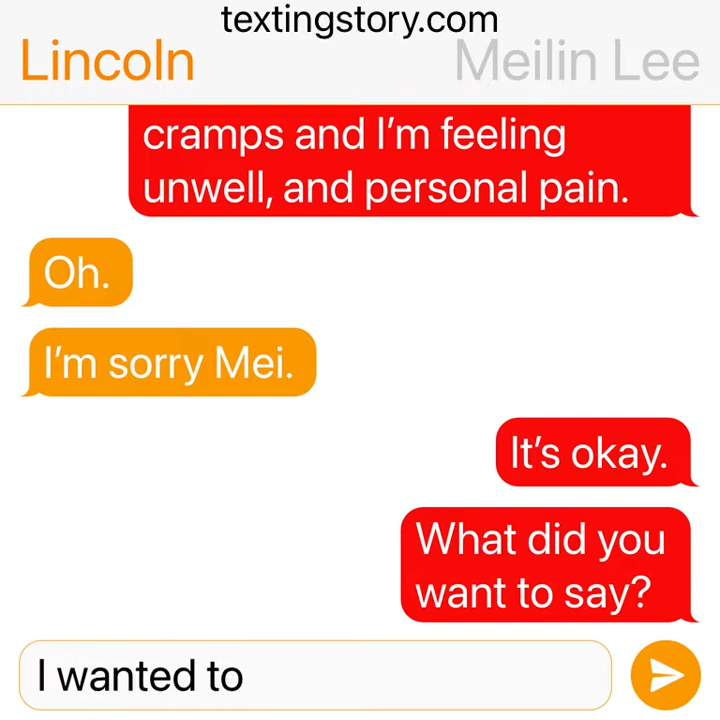 textingstory.com
Lincoln
Meilin Lee
cramps and I'm feeling
unwell, and personal pain.
Oh.
I'm sorry Mei.
It's okay.
What did you
want to say?
I wanted to